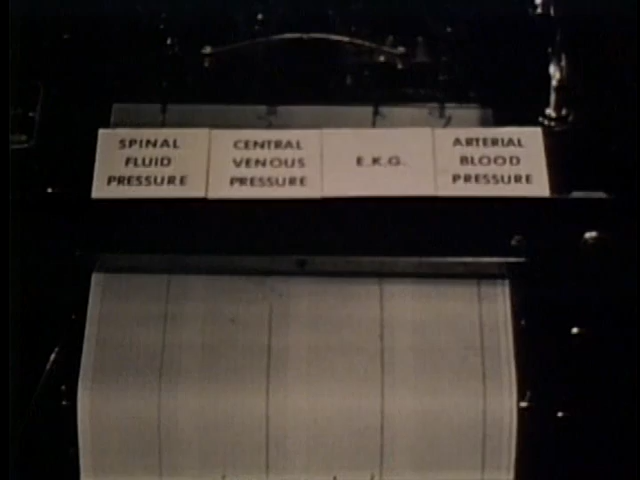 SPINAL
FLUID
PRESSURE
CENTRAL
VENOUS
PRESSURE
E.K.G.
ARTERIAL
BLOOD
PRESSURE